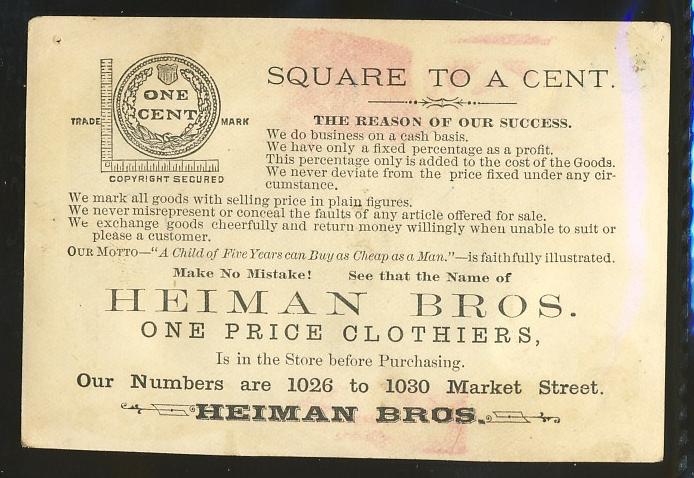 SQUARE TO A CENT.
ONE
CENT
TRADE MARK
COPYRIGHT SECURED
THE REASON OF OUR SUCCESS.
We do business on a cash basis.
We have only a fixed percentage as a profit.
This percentage only is added to the cost of the Goods.
We never deviate from the price fixed under any cir-
cumstance.
We mark all goods with selling price in plain figures.
We never misrepresent or conceal the faults of any article offered for sale.
We exchange goods cheerfully and return money willingly when unable to suit or
please a customer.
OUR MOTTO—"A Child of Five Years can Buy as Cheap as a Man."—is faithfully illustrated.
Make No Mistake! See that the Name of
HEIMAN BROS.
ONE PRICE CLOTHIERS,
Is in the Store before Purchasing.
Our Numbers are 1026 to 1030 Market Street.
HEIMAN BROS.